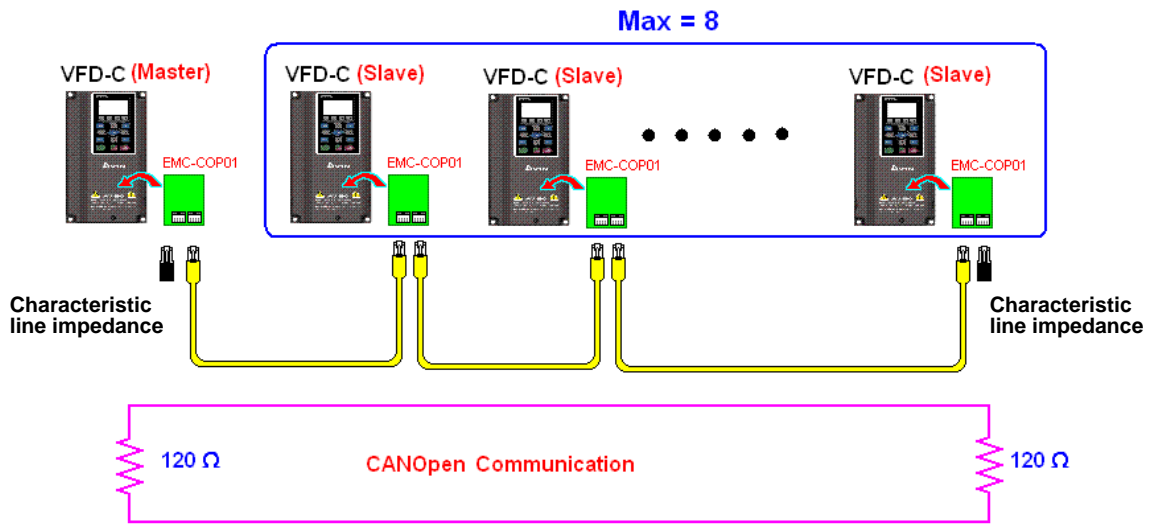 Max = 8
VFD-C (Master)
VFD-C (Slave)
VFD-C (Slave)
VFD-C (Slave)
EMC-COP01
EMC-COP01
EMC-COP01
EMC-COP01
Characteristic
line impedance
Characteristic
line impedance
120 Ω
CANOpen Communication
120 Ω